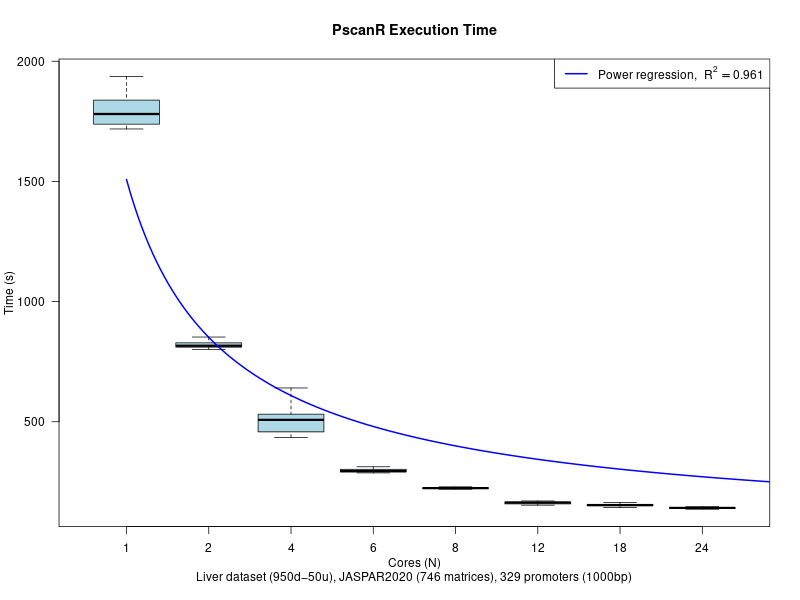 PscanR Execution Time
Power regression,  R² = 0.961
2000
1500
1000
500
Time (s)
1 2 4 6 8 12 18 24
Cores (N)
Liver dataset (950d−50u), JASPAR2020 (746 matrices), 329 promoters (1000bp)